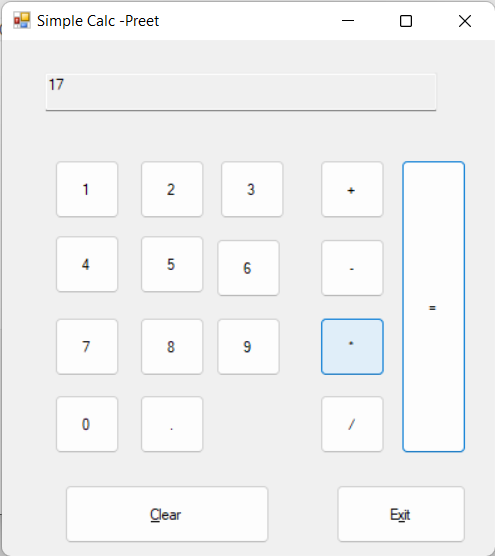 Simple Calc -Preet
17
1 2 3 +
4 5 6 -
=
7 8 9 *
0 . /
Clear Exit